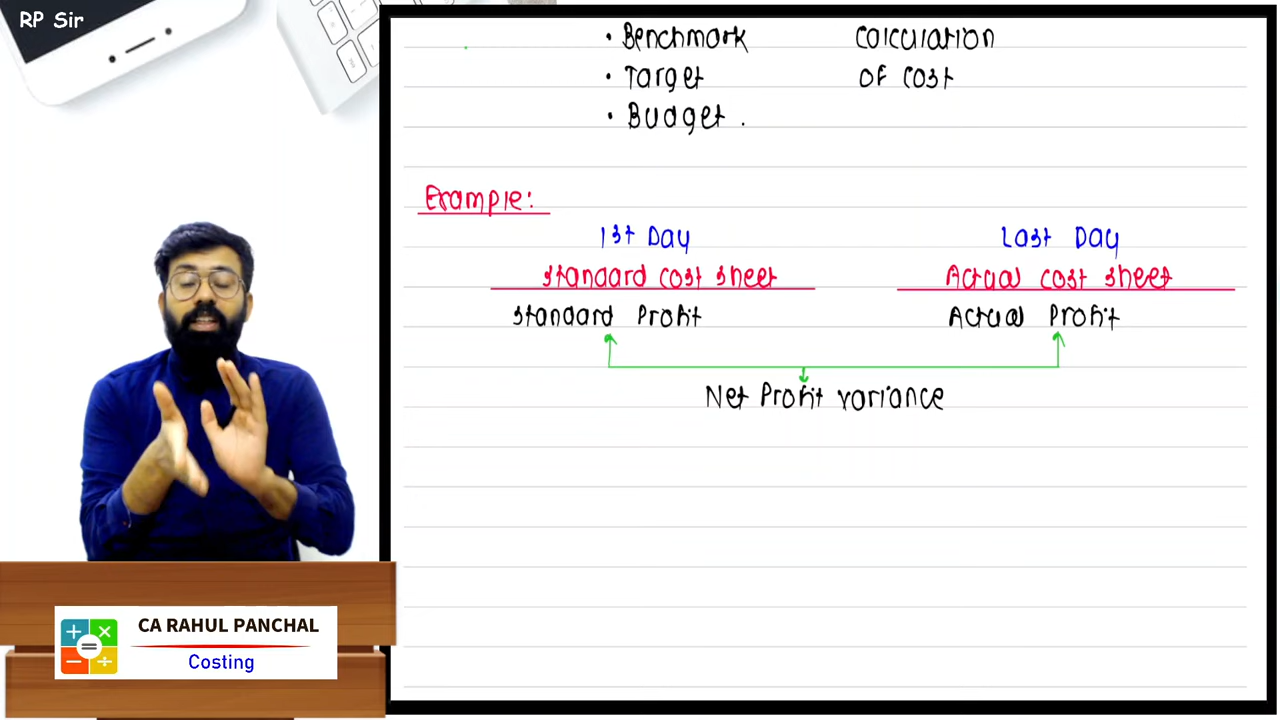 RP Sir
• Benchmark calculation
• Target of cost
• Budget.
Example:
1st Day Last Day
Standard cost sheet Actual cost sheet
Standard Profit Actual Profit
Net Profit variance
CA RAHUL PANCHAL
Costing